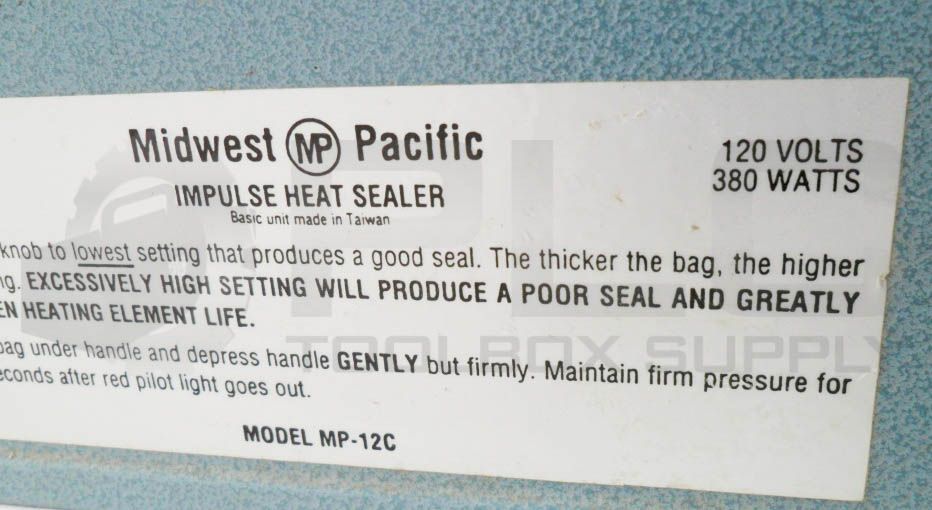 Midwest MP Pacific
120 VOLTS
380 WATTS
IMPULSE HEAT SEALER
Basic unit made in Taiwan
knob to lowest setting that produces a good seal. The thicker the bag, the higher
EXCESSIVELY HIGH SETTING WILL PRODUCE A POOR SEAL AND GREATLY
HEATING ELEMENT LIFE.
bag under handle and depress handle GENTLY but firmly. Maintain firm pressure for
after red pilot light goes out.
MODEL MP-12C
PLC
TOOLBOX SUPPLY